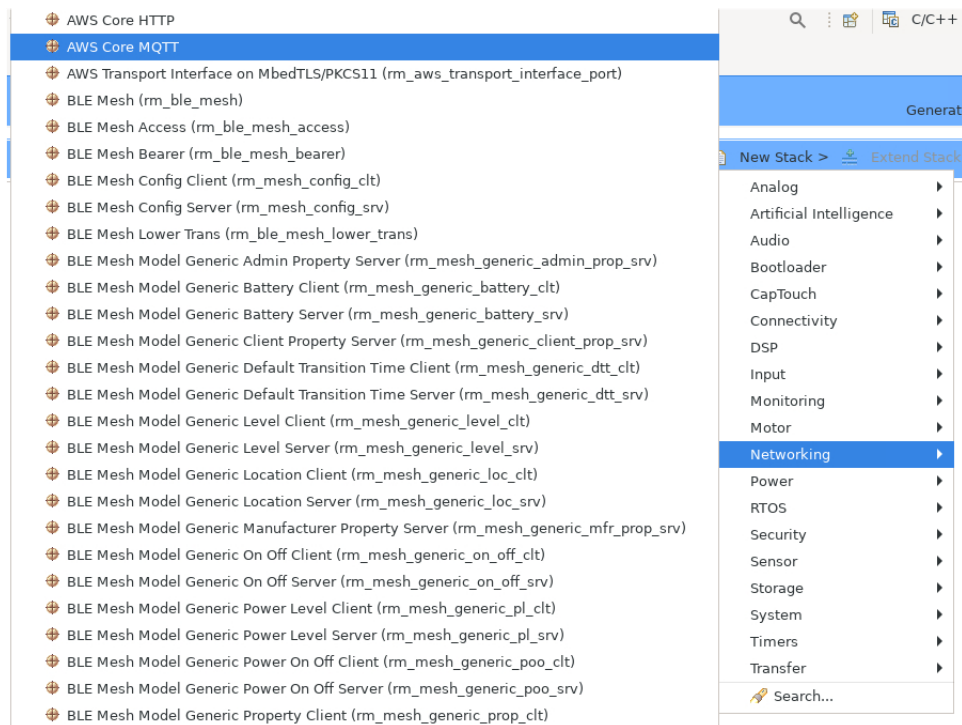 AWS Core HTTP
AWS Core MQTT
AWS Transport Interface on MbedTLS/PKCS11 (rm_aws_transport_interface_port)
BLE Mesh (rm_ble_mesh)
BLE Mesh Access (rm_ble_mesh_access)
BLE Mesh Bearer (rm_ble_mesh_bearer)
BLE Mesh Config Client (rm_mesh_config_clt)
BLE Mesh Config Server (rm_mesh_config_srv)
BLE Mesh Lower Trans (rm_ble_mesh_lower_trans)
BLE Mesh Model Generic Admin Property Server (rm_mesh_generic_admin_prop_srv)
BLE Mesh Model Generic Battery Client (rm_mesh_generic_battery_clt)
BLE Mesh Model Generic Battery Server (rm_mesh_generic_battery_srv)
BLE Mesh Model Generic Client Property Server (rm_mesh_generic_client_prop_srv)
BLE Mesh Model Generic Default Transition Time Client (rm_mesh_generic_dtt_clt)
BLE Mesh Model Generic Default Transition Time Server (rm_mesh_generic_dtt_srv)
BLE Mesh Model Generic Level Client (rm_mesh_generic_level_clt)
BLE Mesh Model Generic Level Server (rm_mesh_generic_level_srv)
BLE Mesh Model Generic Location Client (rm_mesh_generic_loc_clt)
BLE Mesh Model Generic Location Server (rm_mesh_generic_loc_srv)
BLE Mesh Model Generic Manufacturer Property Server (rm_mesh_generic_mfr_prop_srv)
BLE Mesh Model Generic On Off Client (rm_mesh_generic_on_off_clt)
BLE Mesh Model Generic On Off Server (rm_mesh_generic_on_off_srv)
BLE Mesh Model Generic Power Level Client (rm_mesh_generic_pl_clt)
BLE Mesh Model Generic Power Level Server (rm_mesh_generic_pl_srv)
BLE Mesh Model Generic Power On Off Client (rm_mesh_generic_poo_clt)
BLE Mesh Model Generic Power On Off Server (rm_mesh_generic_poo_srv)
BLE Mesh Model Generic Property Client (rm_mesh_generic_prop_clt)
C/C++
Generat
New Stack > Extend Stack
Analog
Artificial Intelligence
Audio
Bootloader
CapTouch
Connectivity
DSP
Input
Monitoring
Motor
Networking
Power
RTOS
Security
Sensor
Storage
System
Timers
Transfer
Search...